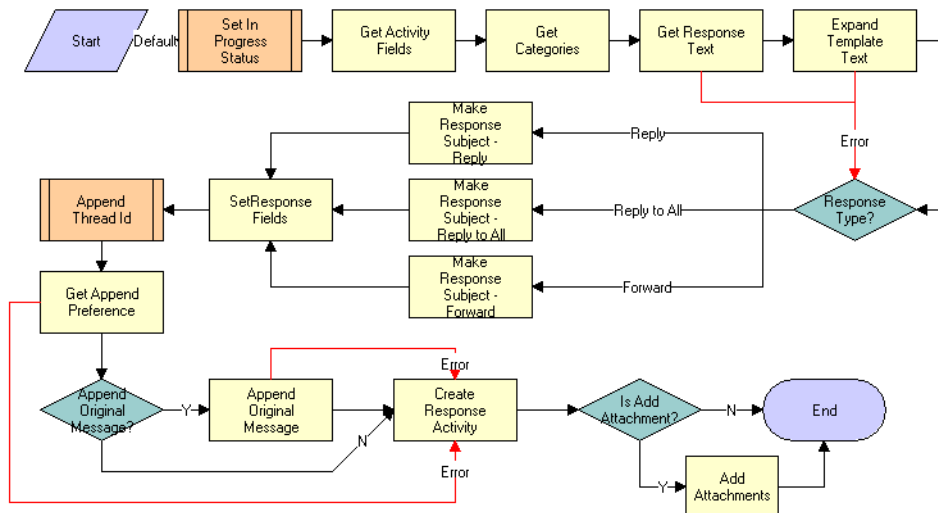 Start
Default
Set In
Progress
Status
Get Activity
Fields
Get
Categories
Get Response
Text
Expand
Template
Text
Error
Make
Response
Subject -
Reply
Reply
Append
Thread Id
SetResponse
Fields
Make
Response
Subject -
Reply to All
Reply to All
Response
Type?
Make
Response
Subject -
Forward
Forward
Get Append
Preference
Error
Append
Original
Message?
Y
Append
Original
Message
N
Create
Response
Activity
Is Add
Attachment?
N
End
Error
Y
Add
Attachments